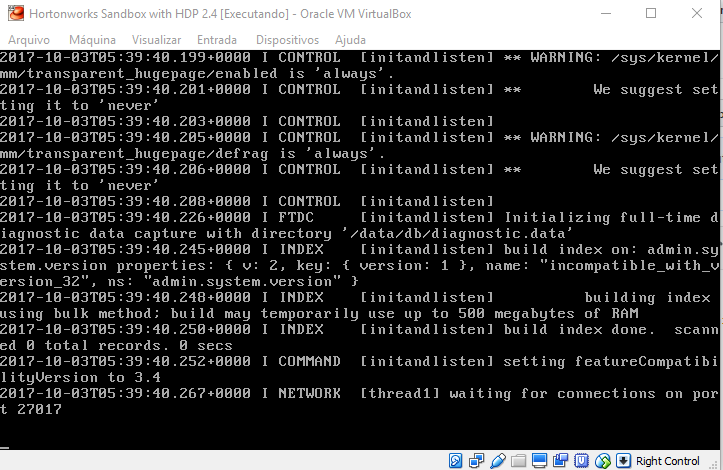 Hortonworks Sandbox with HDP 2.4 [Executando] - Oracle VM VirtualBox
Arquivo Máquina Visualizar Entrada Dispositivos Ajuda
2017-10-03T05:39:40.199+0000 I CONTROL  [initandlisten] ** WARNING: /sys/kernel/
mm/transparent_hugepage/enabled is 'always'.
2017-10-03T05:39:40.201+0000 I CONTROL  [initandlisten] **        We suggest set
ting it to 'never'
2017-10-03T05:39:40.203+0000 I CONTROL  [initandlisten]
2017-10-03T05:39:40.205+0000 I CONTROL  [initandlisten] ** WARNING: /sys/kernel/
mm/transparent_hugepage/defrag is 'always'.
2017-10-03T05:39:40.206+0000 I CONTROL  [initandlisten] **        We suggest set
ting it to 'never'
2017-10-03T05:39:40.208+0000 I CONTROL  [initandlisten]
2017-10-03T05:39:40.226+0000 I FTDC     [initandlisten] Initializing full-time d
iagnostic data capture with directory '/data/db/diagnostic.data'
2017-10-03T05:39:40.245+0000 I INDEX    [initandlisten] build index on: admin.sy
stem.version properties: { v: 2, key: { version: 1 }, name: "incompatible_with_v
ersion_32", ns: "admin.system.version" }
2017-10-03T05:39:40.248+0000 I INDEX    [initandlisten]          building index
using bulk method; build may temporarily use up to 500 megabytes of RAM
2017-10-03T05:39:40.250+0000 I INDEX    [initandlisten] build index done.  scann
ed 0 total records. 0 secs
2017-10-03T05:39:40.252+0000 I COMMAND  [initandlisten] setting featureCompatibi
lityVersion to 3.4
2017-10-03T05:39:40.267+0000 I NETWORK  [thread1] waiting for connections on por
t 27017
Right Control